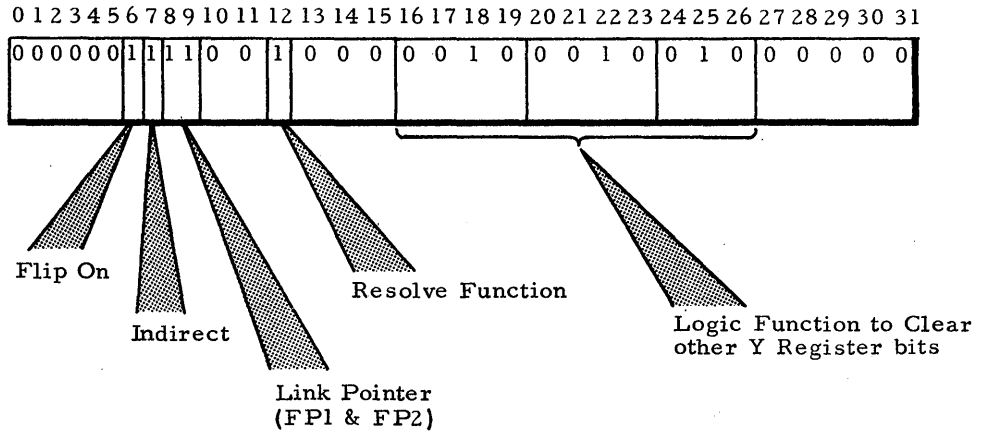 0 1 2 3 4 5 6 7 8 9 10 11 12 13 14 15 16 17 18 19 20 21 22 23 24 25 26 27 28 29 30 31
0 0 0 0 0 0 1 1 1 1 0 0 1 0 0 0 0 0 1 0 0 0 1 0 0 1 0 0 0 0 0 0
Flip On
Indirect
Link Pointer
(FP1 & FP2)
Resolve Function
Logic Function to Clear
other Y Register bits